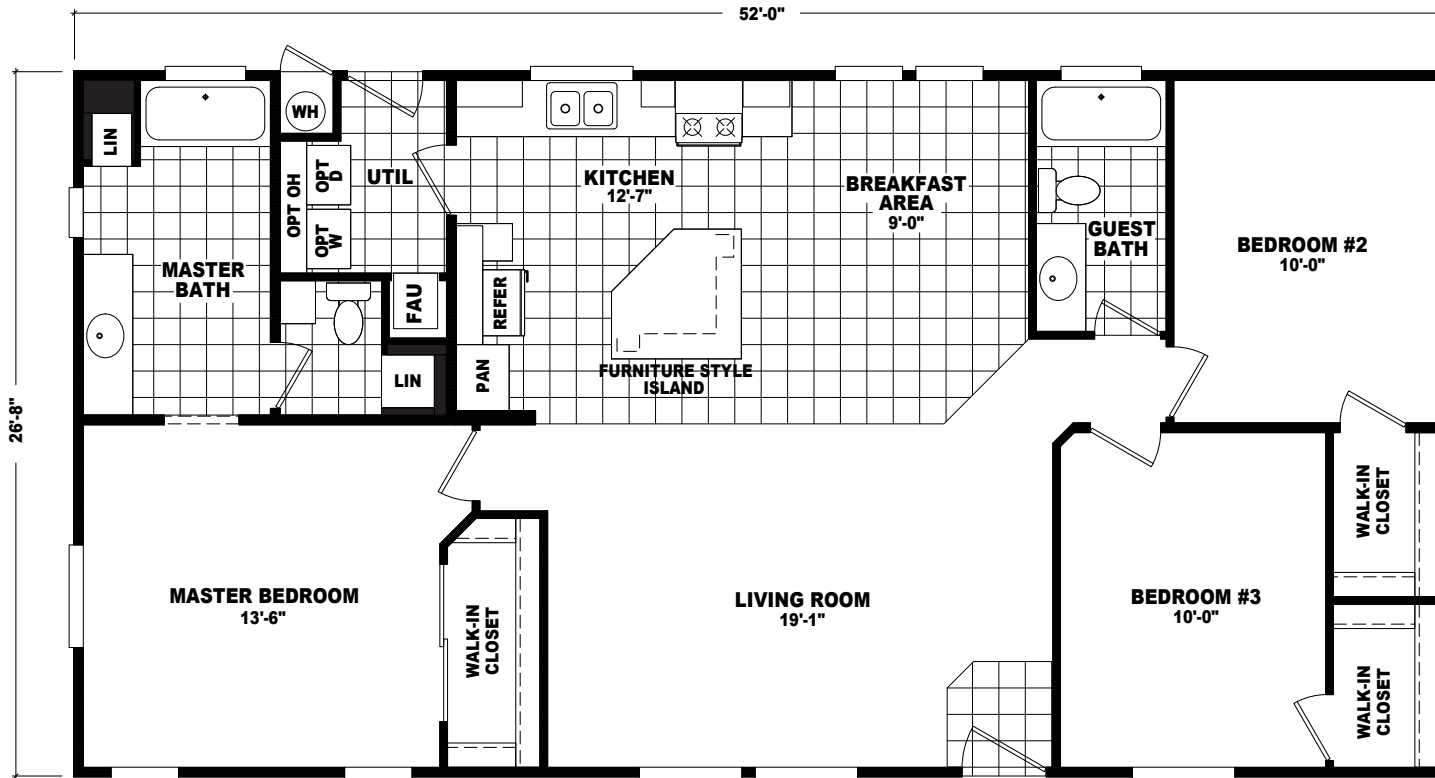 52'-0"
26'-8"
LIN
WH
OPT OH
OPT
D
OPT
W
UTIL
KITCHEN
12'-7"
BREAKFAST
AREA
9'-0"
GUEST
BATH
BEDROOM #2
10'-0"
MASTER
BATH
FAU
REFER
LIN
PAN
FURNITURE STYLE
ISLAND
WALK-IN
CLOSET
MASTER BEDROOM
13'-6"
WALK-IN
CLOSET
LIVING ROOM
19'-1"
BEDROOM #3
10'-0"
WALK-IN
CLOSET